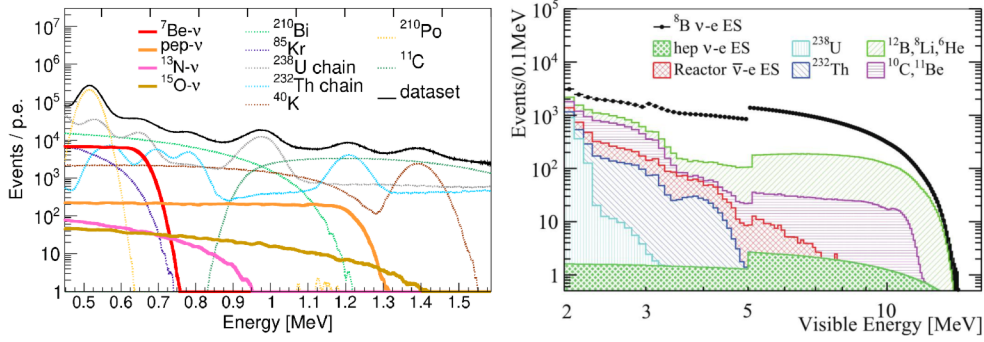 ⁷Be-ν
pep-ν
¹³N-ν
¹⁵O-ν
²¹⁰Bi
⁸⁵Kr
²³⁸U chain
²³²Th chain
⁴⁰K
²¹⁰Po
¹¹C
dataset
Events / p.e.
10⁷
10⁶
10⁵
10⁴
10³
10²
10
1
0.5 0.6 0.7 0.8 0.9 1 1.1 1.2 1.3 1.4 1.5
Energy [MeV]
⁸B ν-e ES
hep ν-e ES
Reactor ν̄-e ES
²³⁸U
²³²Th
¹²B,⁸Li,⁶He
¹⁰C,¹¹Be
Events/0.1MeV
10⁵
10⁴
10³
10²
10
1
2 3 4 5 10
Visible Energy [MeV]